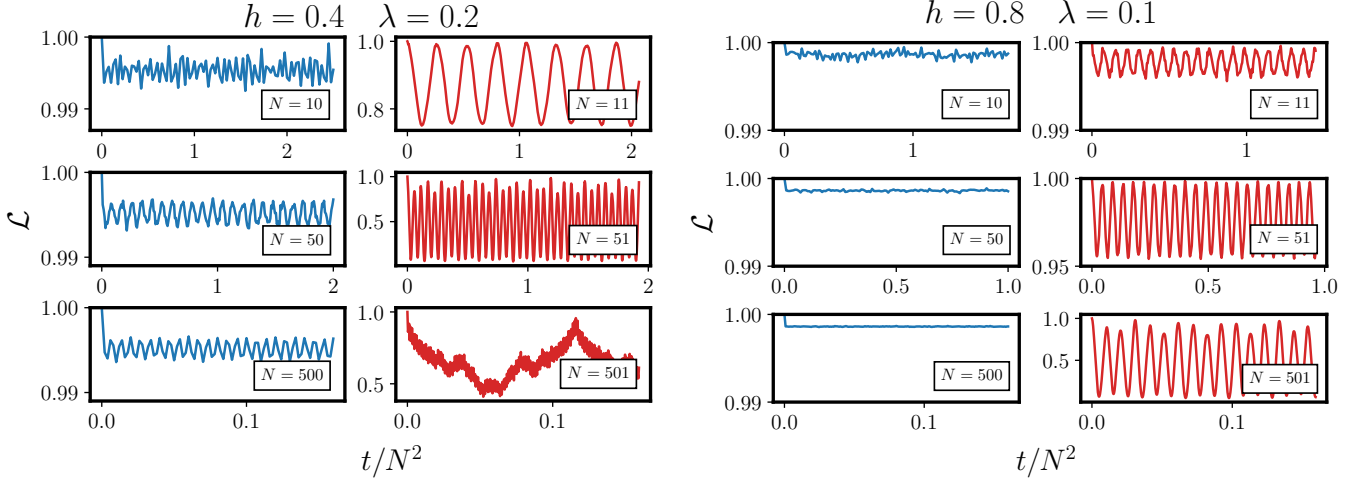 h = 0.4 λ = 0.2
1.00
0.99
N = 10
0 1 2
1.0
0.8
N = 11
0 1 2
ℒ
1.00
0.99
N = 50
0 1 2
1.0
0.5
N = 51
0 1 2
1.00
0.99
N = 500
0.0 0.1
1.0
0.5
N = 501
0.0 0.1
t/N²
h = 0.8 λ = 0.1
1.00
0.99
N = 10
0 1
1.00
0.99
N = 11
0 1
ℒ
1.00
0.99
N = 50
0.0 0.5 1.0
1.00
0.95
N = 51
0.0 0.5 1.0
1.00
0.99
N = 500
0.0 0.1
1.0
0.5
N = 501
0.0 0.1
t/N²